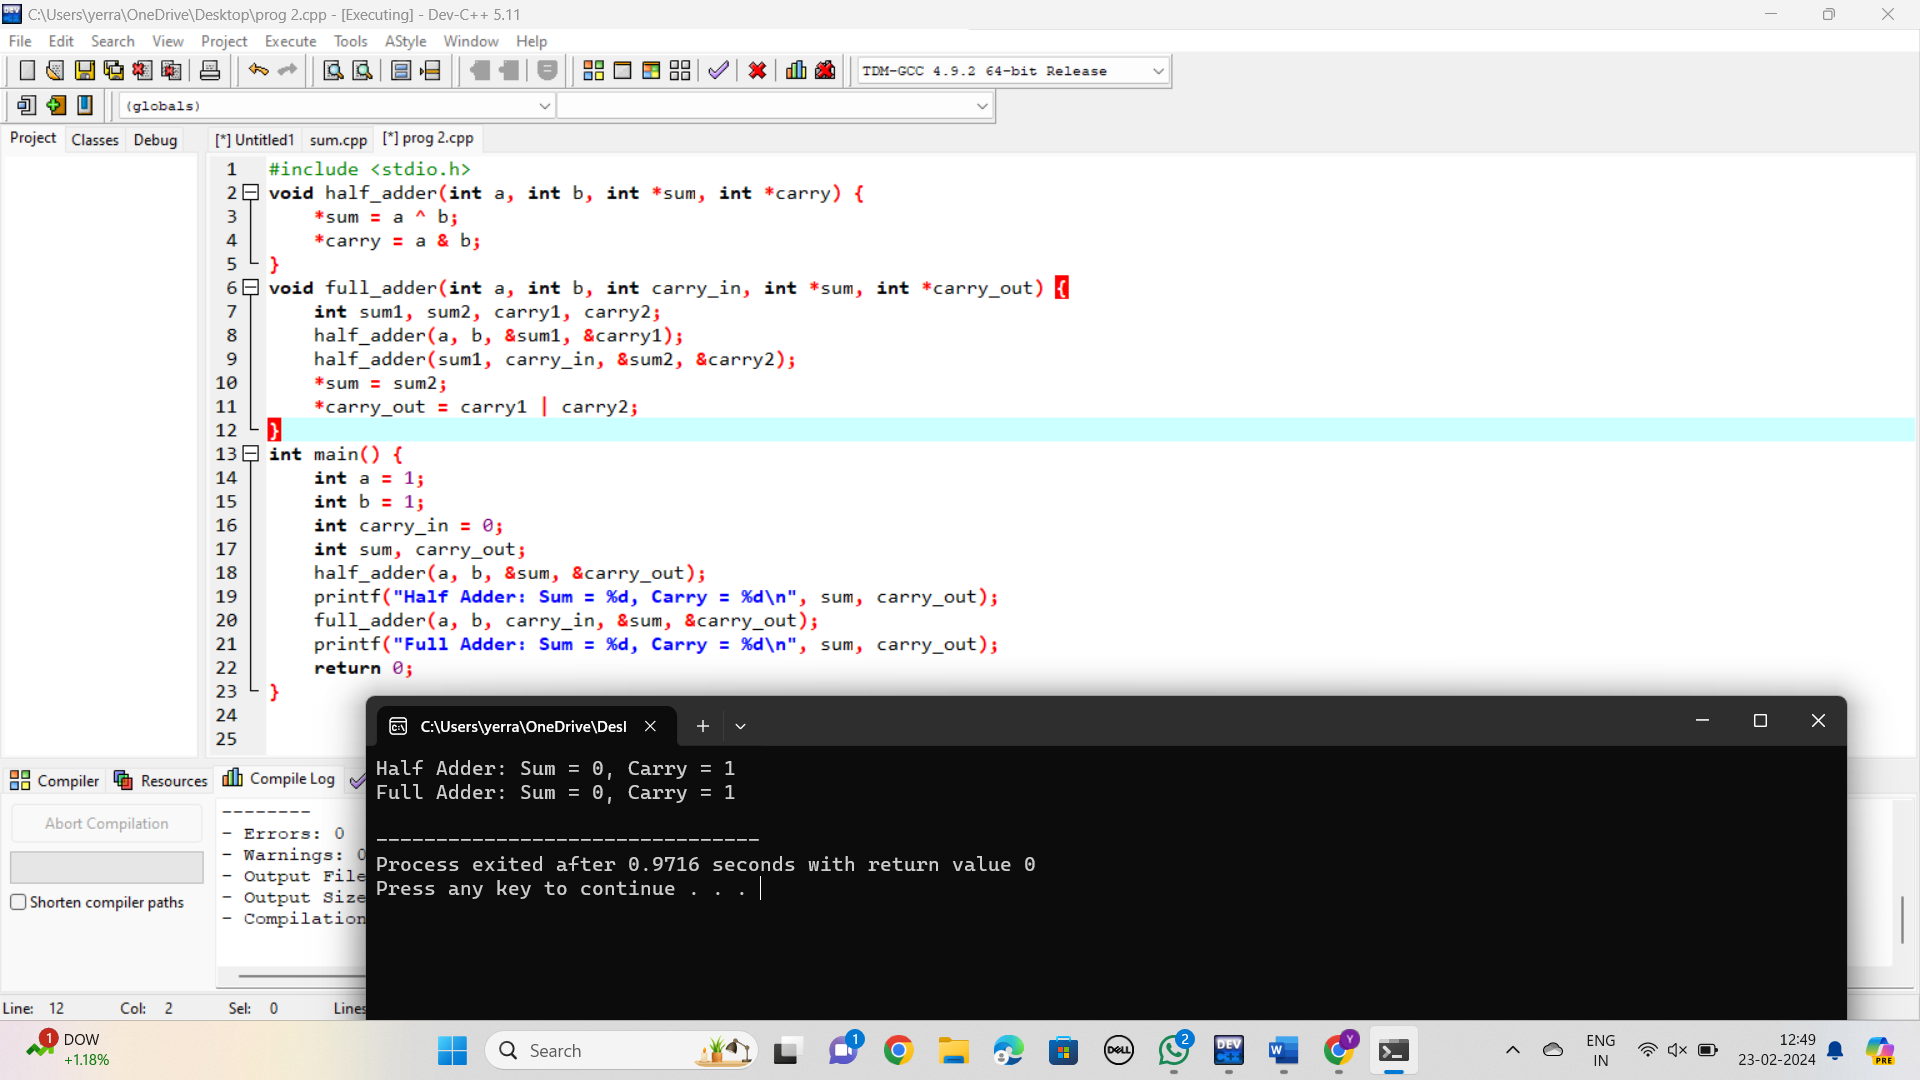 C:\Users\yerra\OneDrive\Desktop\prog 2.cpp - [Executing] - Dev-C++ 5.11
File Edit Search View Project Execute Tools AStyle Window Help
TDM-GCC 4.9.2 64-bit Release
(globals)
Project Classes Debug
[*] Untitled1 sum.cpp [*] prog 2.cpp
1 #include <stdio.h>
2 void half_adder(int a, int b, int *sum, int *carry) {
3 *sum = a ^ b;
4 *carry = a & b;
5 }
6 void full_adder(int a, int b, int carry_in, int *sum, int *carry_out) {
7 int sum1, sum2, carry1, carry2;
8 half_adder(a, b, &sum1, &carry1);
9 half_adder(sum1, carry_in, &sum2, &carry2);
10 *sum = sum2;
11 *carry_out = carry1 | carry2;
12 }
13 int main() {
14 int a = 1;
15 int b = 1;
16 int carry_in = 0;
17 int sum, carry_out;
18 half_adder(a, b, &sum, &carry_out);
19 printf("Half Adder: Sum = %d, Carry = %d\n", sum, carry_out);
20 full_adder(a, b, carry_in, &sum, &carry_out);
21 printf("Full Adder: Sum = %d, Carry = %d\n", sum, carry_out);
22 return 0;
23 }
24
25
C:\Users\yerra\OneDrive\Desl
Half Adder: Sum = 0, Carry = 1
Full Adder: Sum = 0, Carry = 1
--------------------------------
Process exited after 0.9716 seconds with return value 0
Press any key to continue . . .
Compiler Resources Compile Log
Abort Compilation
Shorten compiler paths
--------
- Errors: 0
- Warnings: 0
- Output File
- Output Size
- Compilation
Line: 12 Col: 2 Sel: 0 Lines
1 DOW
+1.18%
Search
1
DELL
2
DEV C++
W
Y
PRE
ENG
IN
12:49
23-02-2024